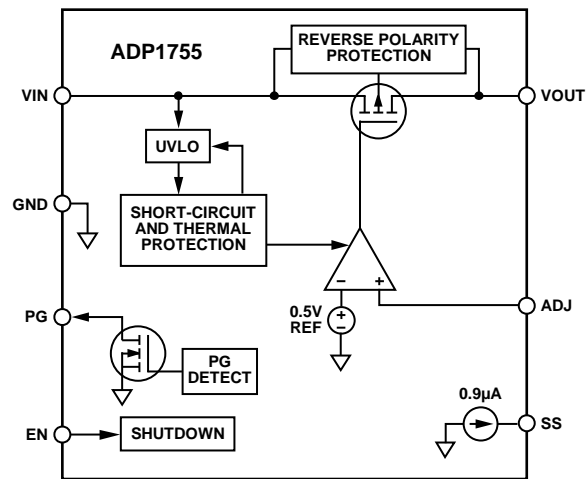 ADP1755
REVERSE POLARITY
PROTECTION
VIN
VOUT
UVLO
GND
SHORT-CIRCUIT
AND THERMAL
PROTECTION
− +
PG
0.5V
REF
+
−
ADJ
PG
DETECT
0.9µA
EN
SHUTDOWN
SS